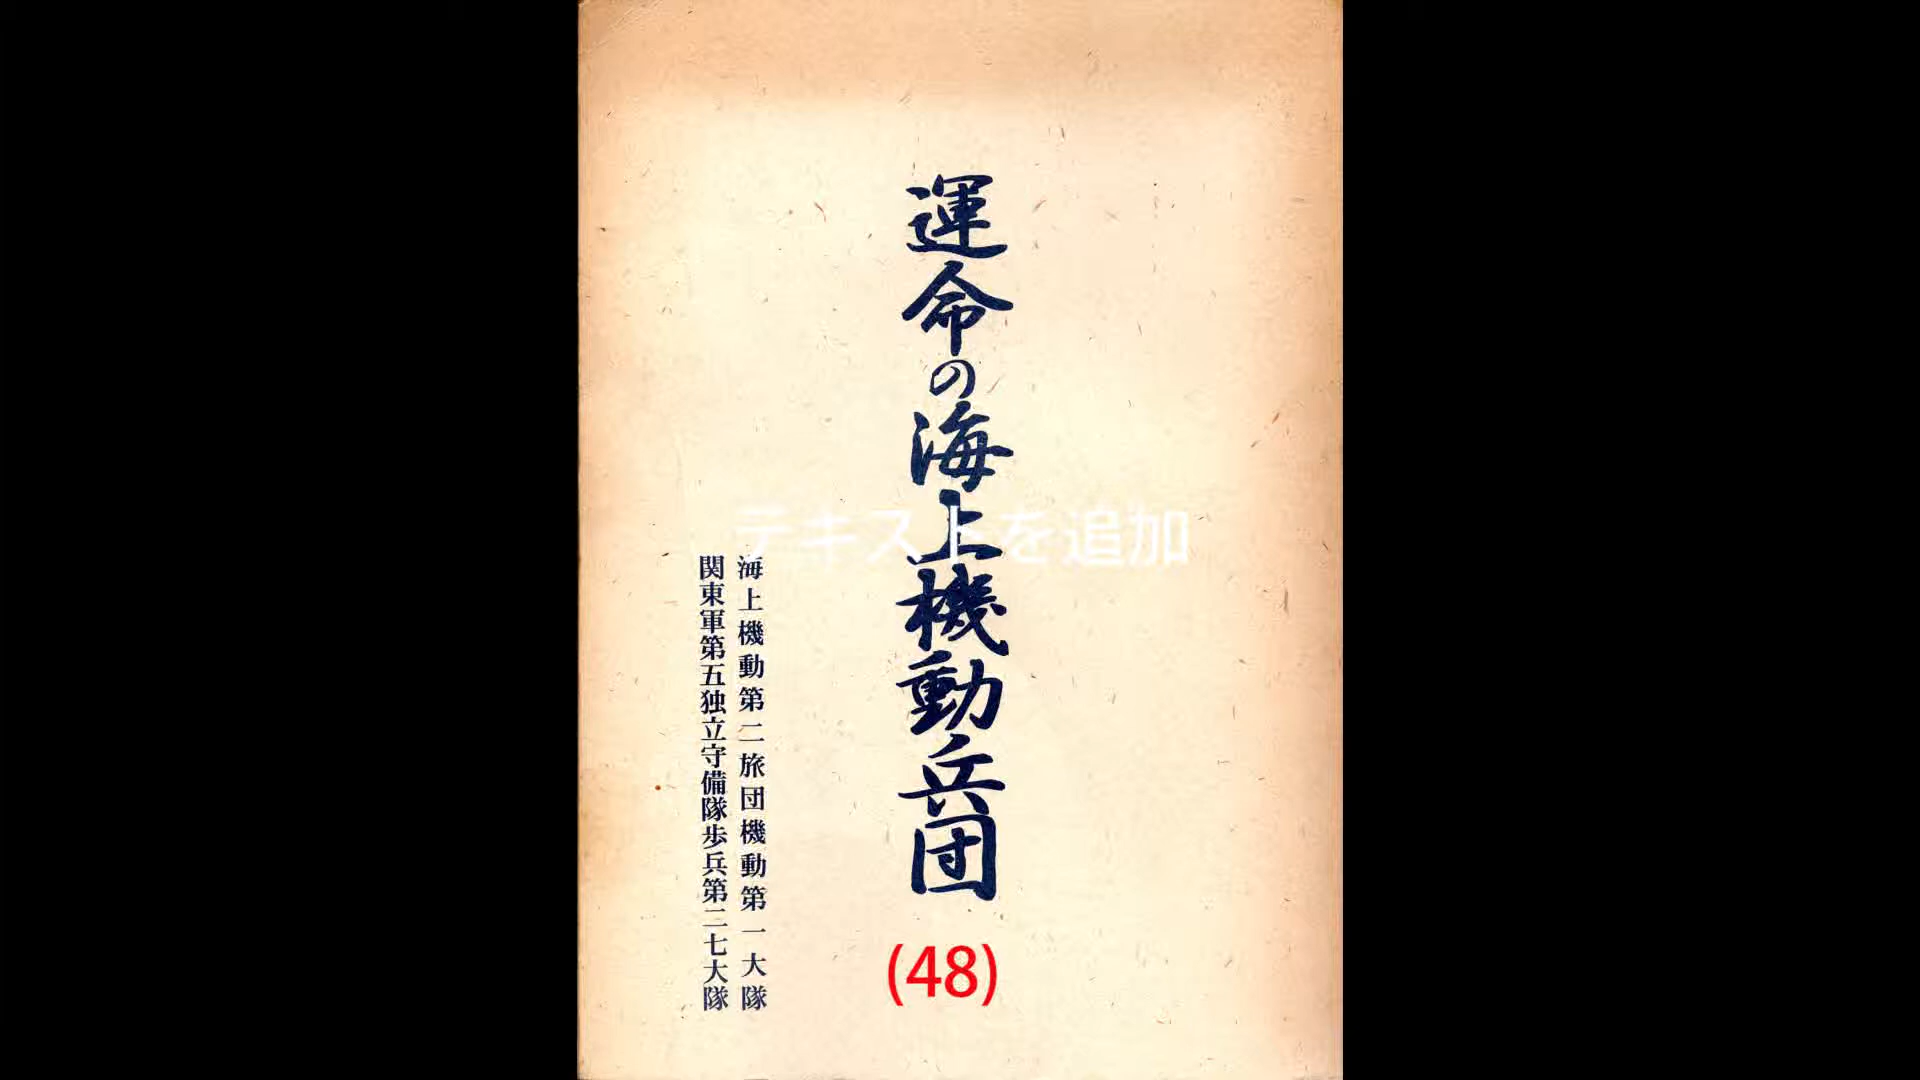 運命の海上機動兵団
海上機動第二旅団機動第一大隊
関東軍第五独立守備隊歩兵第二七大隊
テキストを追加
(48)